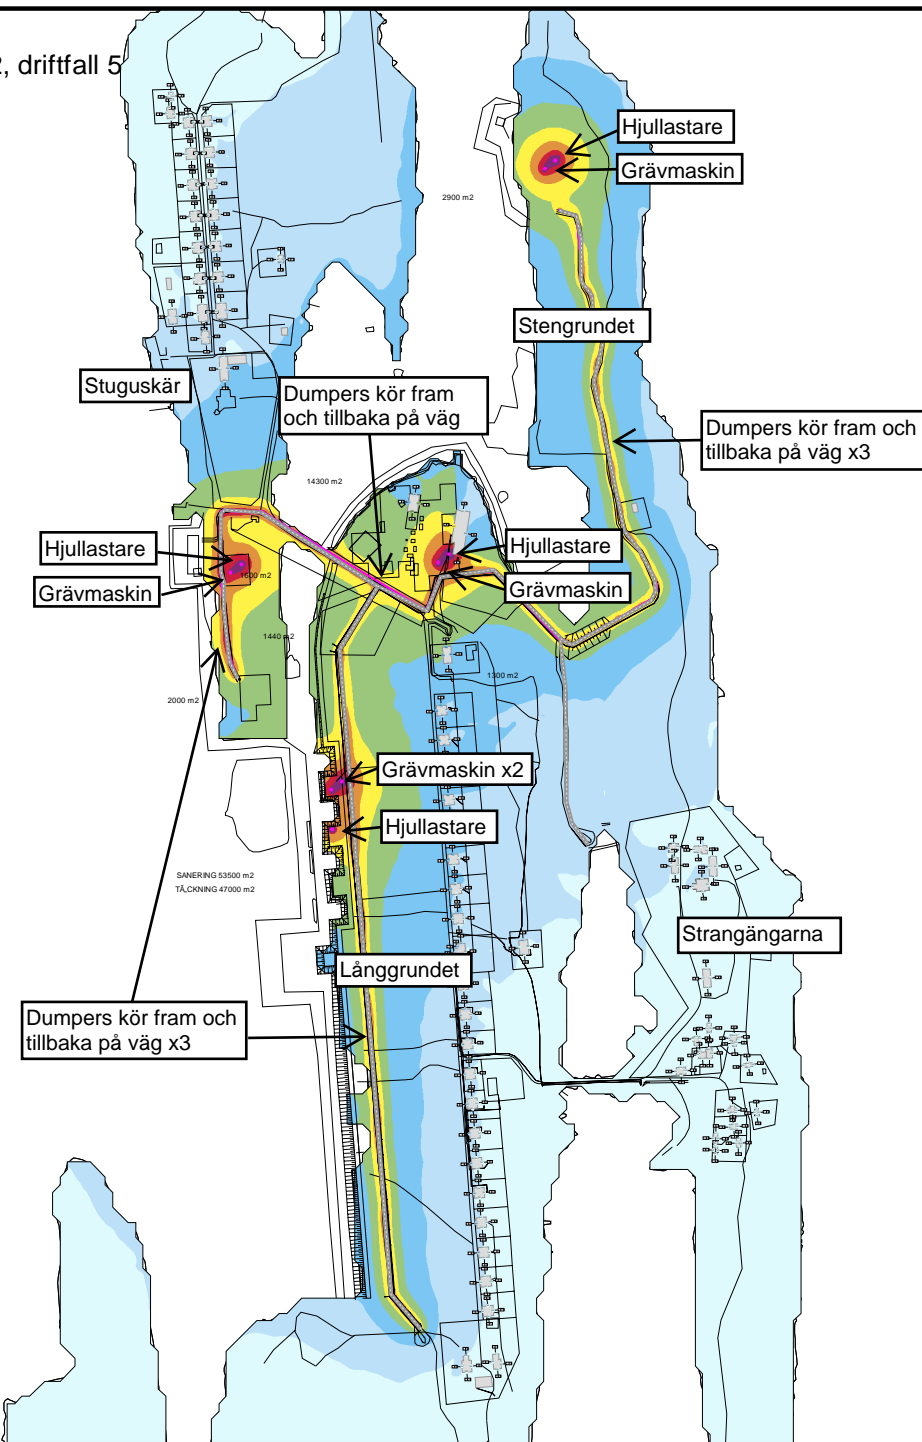 , driftfall 5
Hjullastare
Grävmaskin
2900 m2
Stengrundet
Stuguskär
Dumpers kör fram
och tillbaka på väg
Dumpers kör fram och
tillbaka på väg x3
14300 m2
Hjullastare
Grävmaskin
1600 m2
Hjullastare
Grävmaskin
1440 m2
1300 m2
2000 m2
Grävmaskin x2
Hjullastare
SANERING 53500 m2
TÄ,CKNING 47000 m2
Strangängarna
Långgrundet
Dumpers kör fram och
tillbaka på väg x3